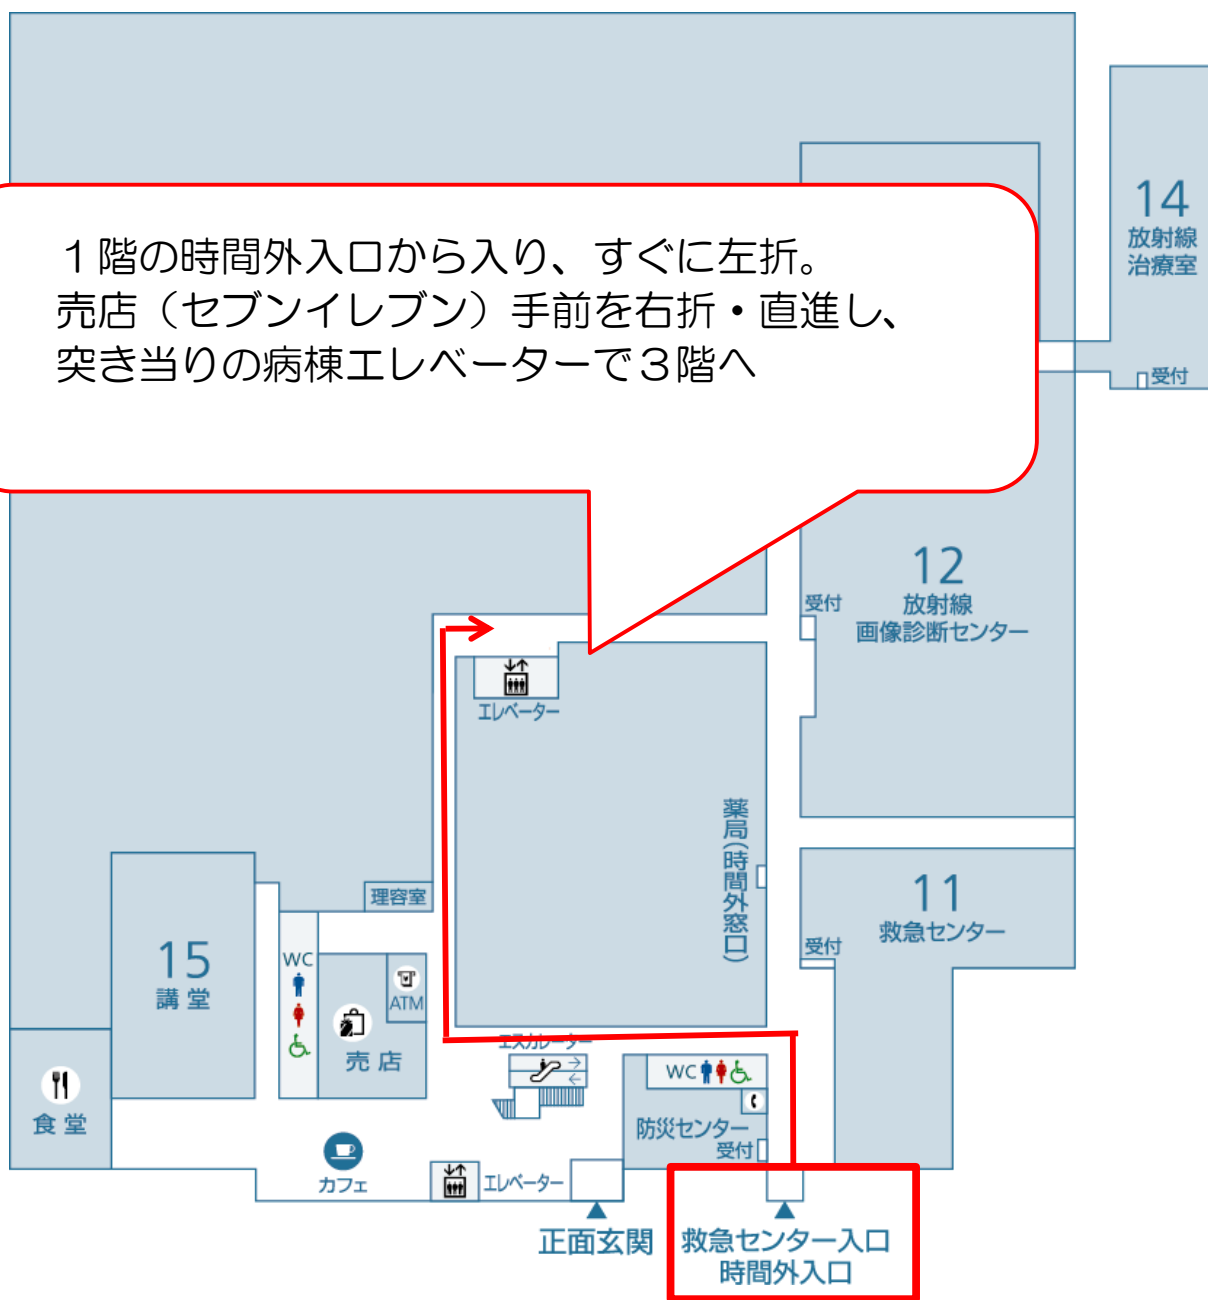 １階の時間外入口から入り、すぐに左折。
売店（セブンイレブン）手前を右折・直進し、
突き当りの病棟エレベーターで３階へ
14
放射線
治療室
受付
12
放射線
画像診断センター
受付
エレベーター
薬局(時間外窓口)
11
救急センター
受付
理容室
15
講堂
WC
ATM
売店
食堂
エスカレーター
WC
防災センター
受付
カフェ
エレベーター
正面玄関
救急センター入口
時間外入口